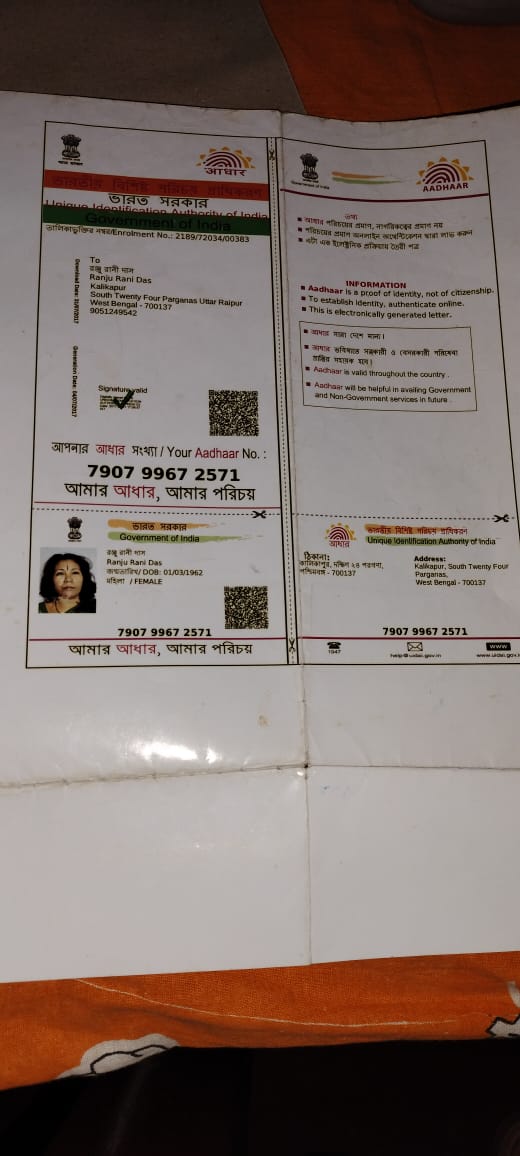 आधार
ভারতীয় বিশিষ্ট পরিচয় প্রাধিকরণ
ভারত সরকার
Unique Identification Authority of India
Government of India
তালিকাভুক্তির নম্বর/Enrolment No.: 2189/72034/00383
To
রঞ্জু রানী দাস
Ranju Rani Das
Kalikapur
South Twenty Four Parganas Uttar Raipur
West Bengal - 700137
9051249542
Signature valid
আপনার আধার সংখ্যা / Your Aadhaar No. :
7907 9967 2571
আমার আধার, আমার পরিচয়
ভারত সরকার
Government of India
রঞ্জু রানী দাস
Ranju Rani Das
জন্মতারিখ/ DOB: 01/03/1962
মহিলা / FEMALE
7907 9967 2571
আমার আধার, আমার পরিচয়
Government of India
AADHAAR
তথ্য
আধার পরিচয়ের প্রমাণ, নাগরিকত্বের প্রমাণ নয়
পরিচয়ের প্রমাণ অনলাইন অথেন্টিকেশন দ্বারা লাভ করুন
এটা এক ইলেক্ট্রনিক প্রক্রিয়ায় তৈরী পত্র
INFORMATION
Aadhaar is a proof of identity, not of citizenship.
To establish identity, authenticate online.
This is electronically generated letter.
আধার সারা দেশে মান্য।
আধার ভবিষ্যতে সরকারী ও বেসরকারী পরিষেবা
প্রাপ্তির সহায়ক হবে।
Aadhaar is valid throughout the country .
Aadhaar will be helpful in availing Government
and Non-Government services in future .
আধার
ভারতীয় বিশিষ্ট পরিচয় প্রাধিকরণ
Unique Identification Authority of India
ঠিকানা:
কালিকাপুর, দক্ষিণ ২৪ পরগনা,
পশ্চিমবঙ্গ - 700137
Address:
Kalikapur, South Twenty Four
Parganas,
West Bengal - 700137
7907 9967 2571
1947
help@uidai.gov.in
www
www.uidai.gov.in